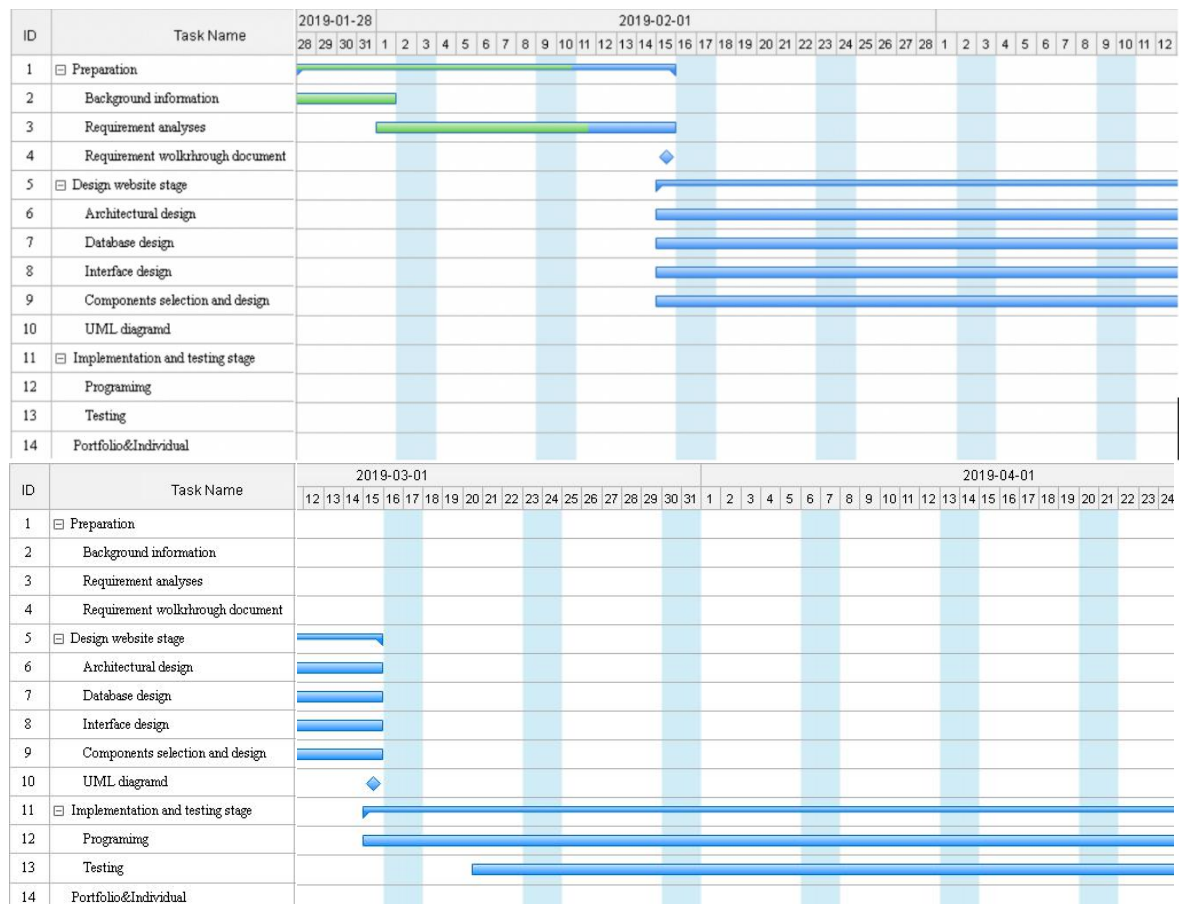 ID Task Name 2019-01-28 2019-02-01
28 29 30 31 1 2 3 4 5 6 7 8 9 10 11 12 13 14 15 16 17 18 19 20 21 22 23 24 25 26 27 28 1 2 3 4 5 6 7 8 9 10 11 12
1 Preparation
2 Background information
3 Requirement analyses
4 Requirement wolkrhrough document
5 Design website stage
6 Architectural design
7 Database design
8 Interface design
9 Components selection and design
10 UML diagramd
11 Implementation and testing stage
12 Programimg
13 Testing
14 Portfolio&Individual
ID Task Name 2019-03-01 2019-04-01
12 13 14 15 16 17 18 19 20 21 22 23 24 25 26 27 28 29 30 31 1 2 3 4 5 6 7 8 9 10 11 12 13 14 15 16 17 18 19 20 21 22 23 24
1 Preparation
2 Background information
3 Requirement analyses
4 Requirement wolkrhrough document
5 Design website stage
6 Architectural design
7 Database design
8 Interface design
9 Components selection and design
10 UML diagramd
11 Implementation and testing stage
12 Programimg
13 Testing
14 Portfolio&Individual